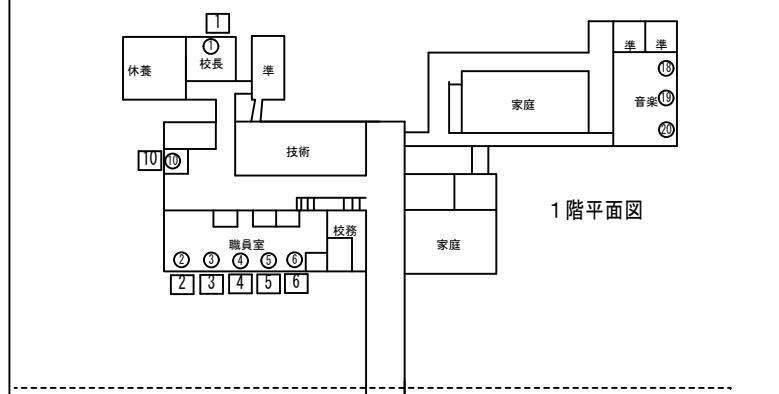 1
準 準
①
校長
休養
準
⑱
家庭
音楽
⑲
⑳
技術
10 ⑩
1階平面図
校務
職員室
家庭
② ③ ④ ⑤ ⑥
2 3 4 5 6